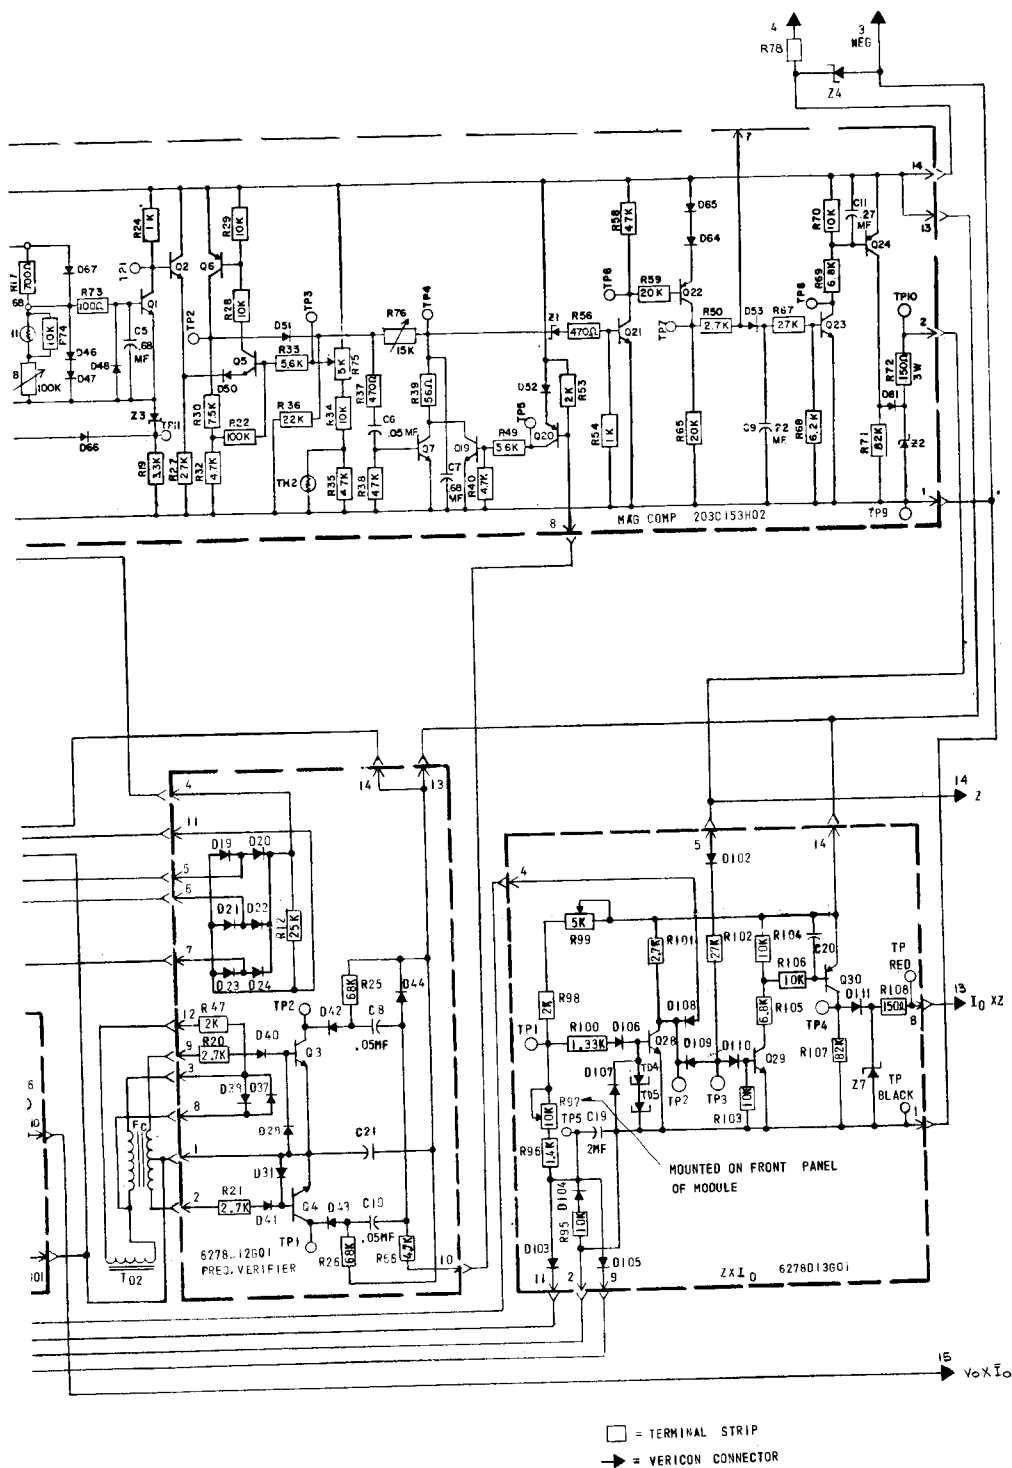 4
3
NEG
R78
Z4
7
14
13
R24
1K
R29
10K
R58
4.7K
D65
D64
R70
10K
C11
.27
MF
Q24
R17
700Ω
68
D67
TP1
Q2
Q6
R73
100Ω
Q1
C5
.68
MF
10K
R74
11
8
100K
D46
D47
D48
Z3
TP11
D66
R19
3.3K
R27
2.7K
R28
10K
TP2
Q5
D50
R30
7.5K
R22
100K
R32
4.7K
D51
R33
5.6K
R36
22K
TP3
5K
R75
R34
10K
R35
4.7K
TH2
R37
470Ω
C6
.05 MF
R38
4.7K
R76
15K
TP4
R39
56Ω
Q7
C7
.68
MF
Q19
R40
4.7K
R49
5.6K
TP5
Q20
D52
2K
R53
Z1
R56
470Ω
R54
1K
TP6
Q21
R59
20K
Q22
TP7
R65
20K
R50
2.7K
D53
C9
.22
MF
R67
27K
R69
6.8K
TP8
Q23
R68
6.2K
TP10
2
R72
150Ω
3W
D81
R71
82K
Z2
TP9
1
MAG COMP 203C153H02
8
14
13
4
11
5
6
7
D19
D20
D21
D22
D23
D24
R12
25K
12
R47
2K
9
R20
2.7K
3
8
1
2
D40
D39
D37
D29
D31
D41
R21
2.7K
TP2
Q3
D42
R25
68K
C8
.05MF
D44
C21
Q4
TP1
D43
R26
68K
C10
.05MF
R66
4.7K
10
FC
T02
6
10
6278D12G01
FREQ. VERIFIER
14
Z
5
D102
14
4
5K
R99
R98
2K
TP1
R100
1.33K
D106
D107
Q28
R101
2.7K
D108
D109
TD4
TD5
R102
27K
TP2
TP3
D110
R103
10K
Q29
R104
10K
R105
6.8K
R106
10K
C20
Q30
TP4
R107
82K
D111
R108
150Ω
TP
RED
8
13
I0 XZ
Z7
TP
BLACK
1
R97
10K
TP5
C19
2MF
R96
1.4K
MOUNTED ON FRONT PANEL
OF MODULE
D104
R95
10K
D103
D105
11
2
9
ZXI0 6278D13G01
15
V0XI0
= TERMINAL STRIP
= VERICON CONNECTOR